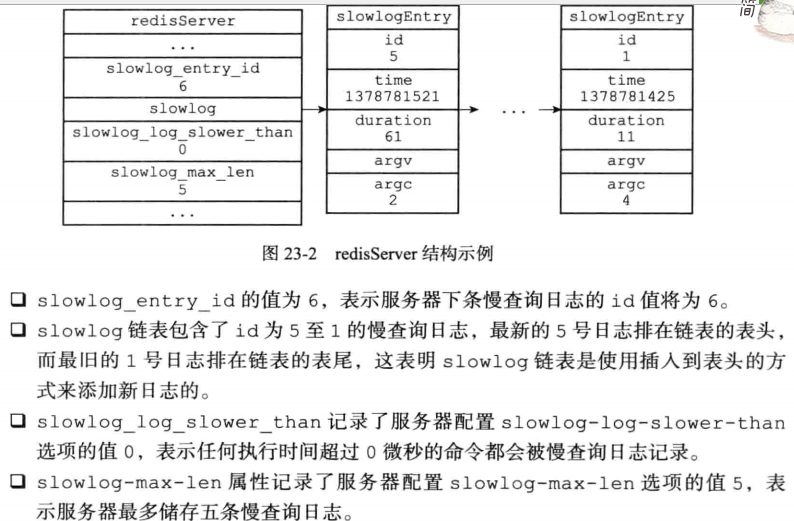 间
redisServer
...
slowlog_entry_id
6
slowlog
slowlog_log_slower_than
0
slowlog_max_len
5
...
slowlogEntry
id
5
time
1378781521
duration
61
argv
argc
2
...
slowlogEntry
id
1
time
1378781425
duration
11
argv
argc
4
图 23-2 redisServer 结构示例
❑ slowlog_entry_id 的值为 6，表示服务器下条慢查询日志的 id 值将为 6。
❑ slowlog 链表包含了 id 为 5 至 1 的慢查询日志，最新的 5 号日志排在链表的表头，
而最旧的 1 号日志排在链表的表尾，这表明 slowlog 链表是使用插入到表头的方
式来添加新日志的。
❑ slowlog_log_slower_than 记录了服务器配置 slowlog-log-slower-than
选项的值 0，表示任何执行时间超过 0 微秒的命令都会被慢查询日志记录。
❑ slowlog-max-len 属性记录了服务器配置 slowlog-max-len 选项的值 5，表
示服务器最多储存五条慢查询日志。